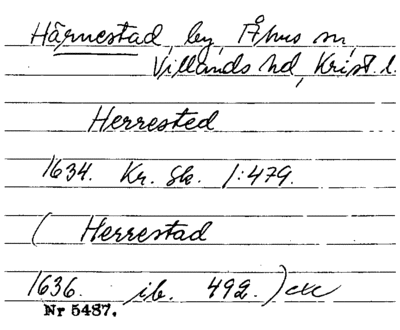 Härnestad, by, Åhus sn,
Villands hd, Krist. l.
Herrested
1634. Kr. Sk. 1:479.
( Herrestad
1636. ib. 492.) etc
Nr 5487.